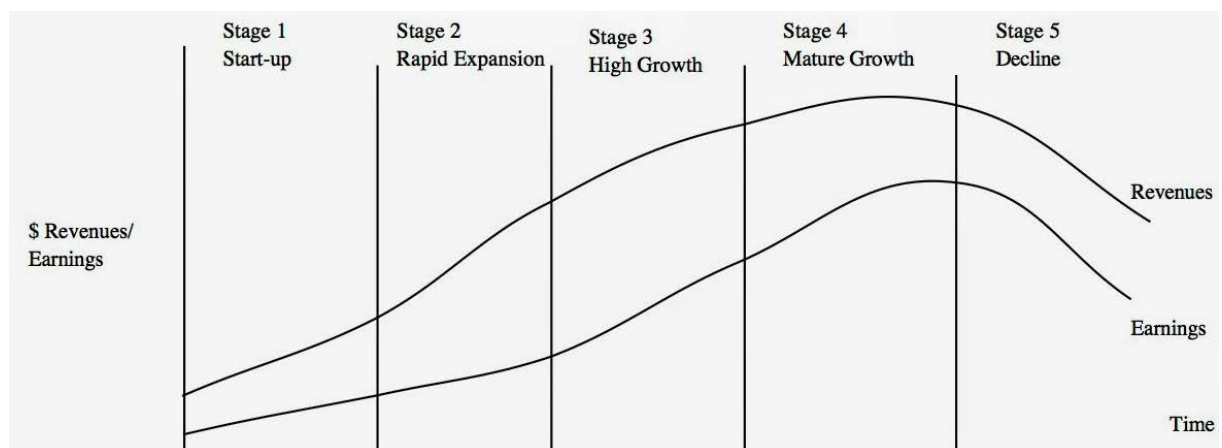 Stage 1
Start-up
Stage 2
Rapid Expansion
Stage 3
High Growth
Stage 4
Mature Growth
Stage 5
Decline
$ Revenues/
Earnings
Revenues
Earnings
Time